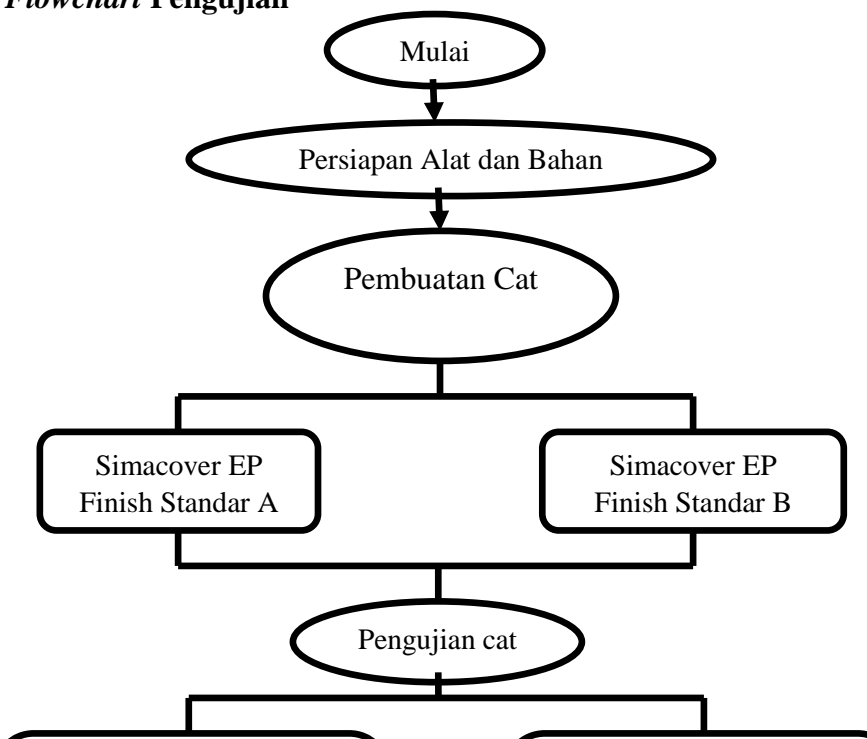 Flowchart Pengujian
Mulai
Persiapan Alat dan Bahan
Pembuatan Cat
Simacover EP
Finish Standar A
Simacover EP
Finish Standar B
Pengujian cat